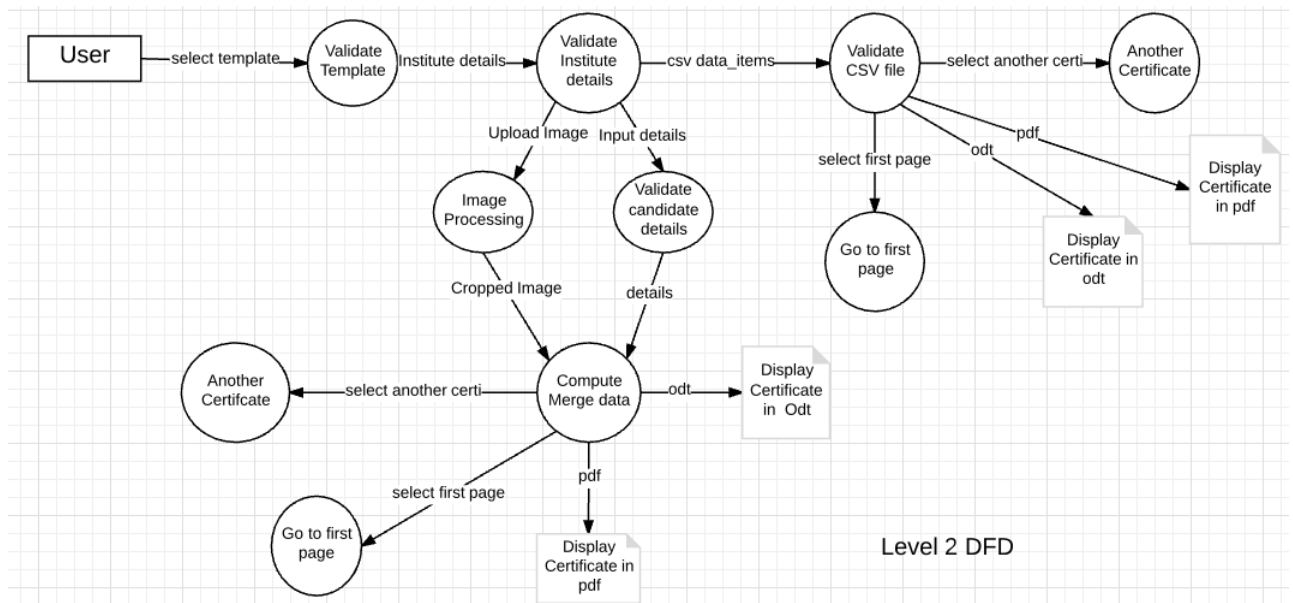 User
select template
Validate
Template
Institute details
Validate
Institute
details
csv data_items
Validate
CSV file
select another certi
Another
Certificate
Upload Image
Input details
select first page
odt
pdf
Display
Certificate
in pdf
Image
Processing
Validate
candidate
details
Go to first
page
Display
Certificate in
odt
Cropped Image
details
Another
Certifcate
select another certi
Compute
Merge data
odt
Display
Certificate
in Odt
select first page
pdf
Go to first
page
Display
Certificate in
pdf
Level 2 DFD